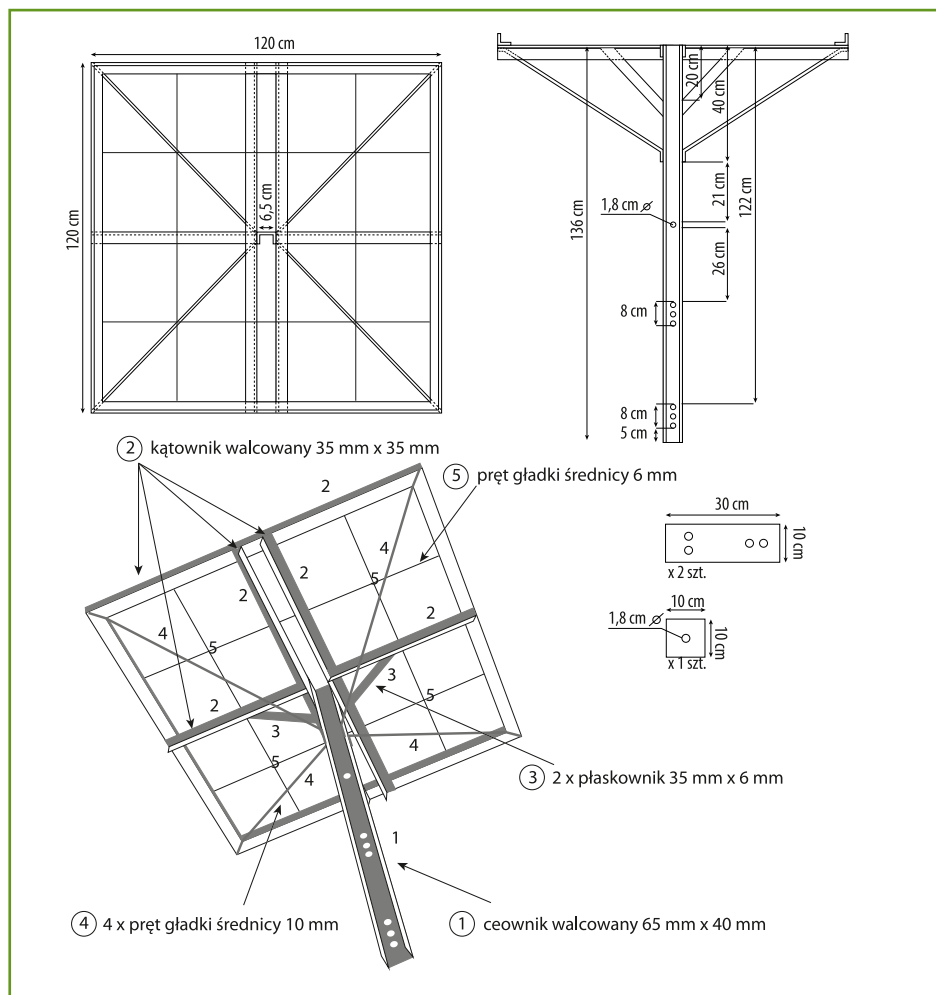 120 cm
120 cm
6,5 cm
136 cm
20 cm
40 cm
21 cm
122 cm
1,8 cm ⌀
26 cm
8 cm
8 cm
5 cm
2 kątownik walcowany 35 mm x 35 mm
5 pręt gładki średnicy 6 mm
2
4
2
5
2
2
4
5
2
3
5
4
3
5
4
1
30 cm
10 cm
x 2 szt.
10 cm
1,8 cm ⌀
10 cm
x 1 szt.
3 2 x płaskownik 35 mm x 6 mm
4 4 x pręt gładki średnicy 10 mm
1 ceownik walcowany 65 mm x 40 mm